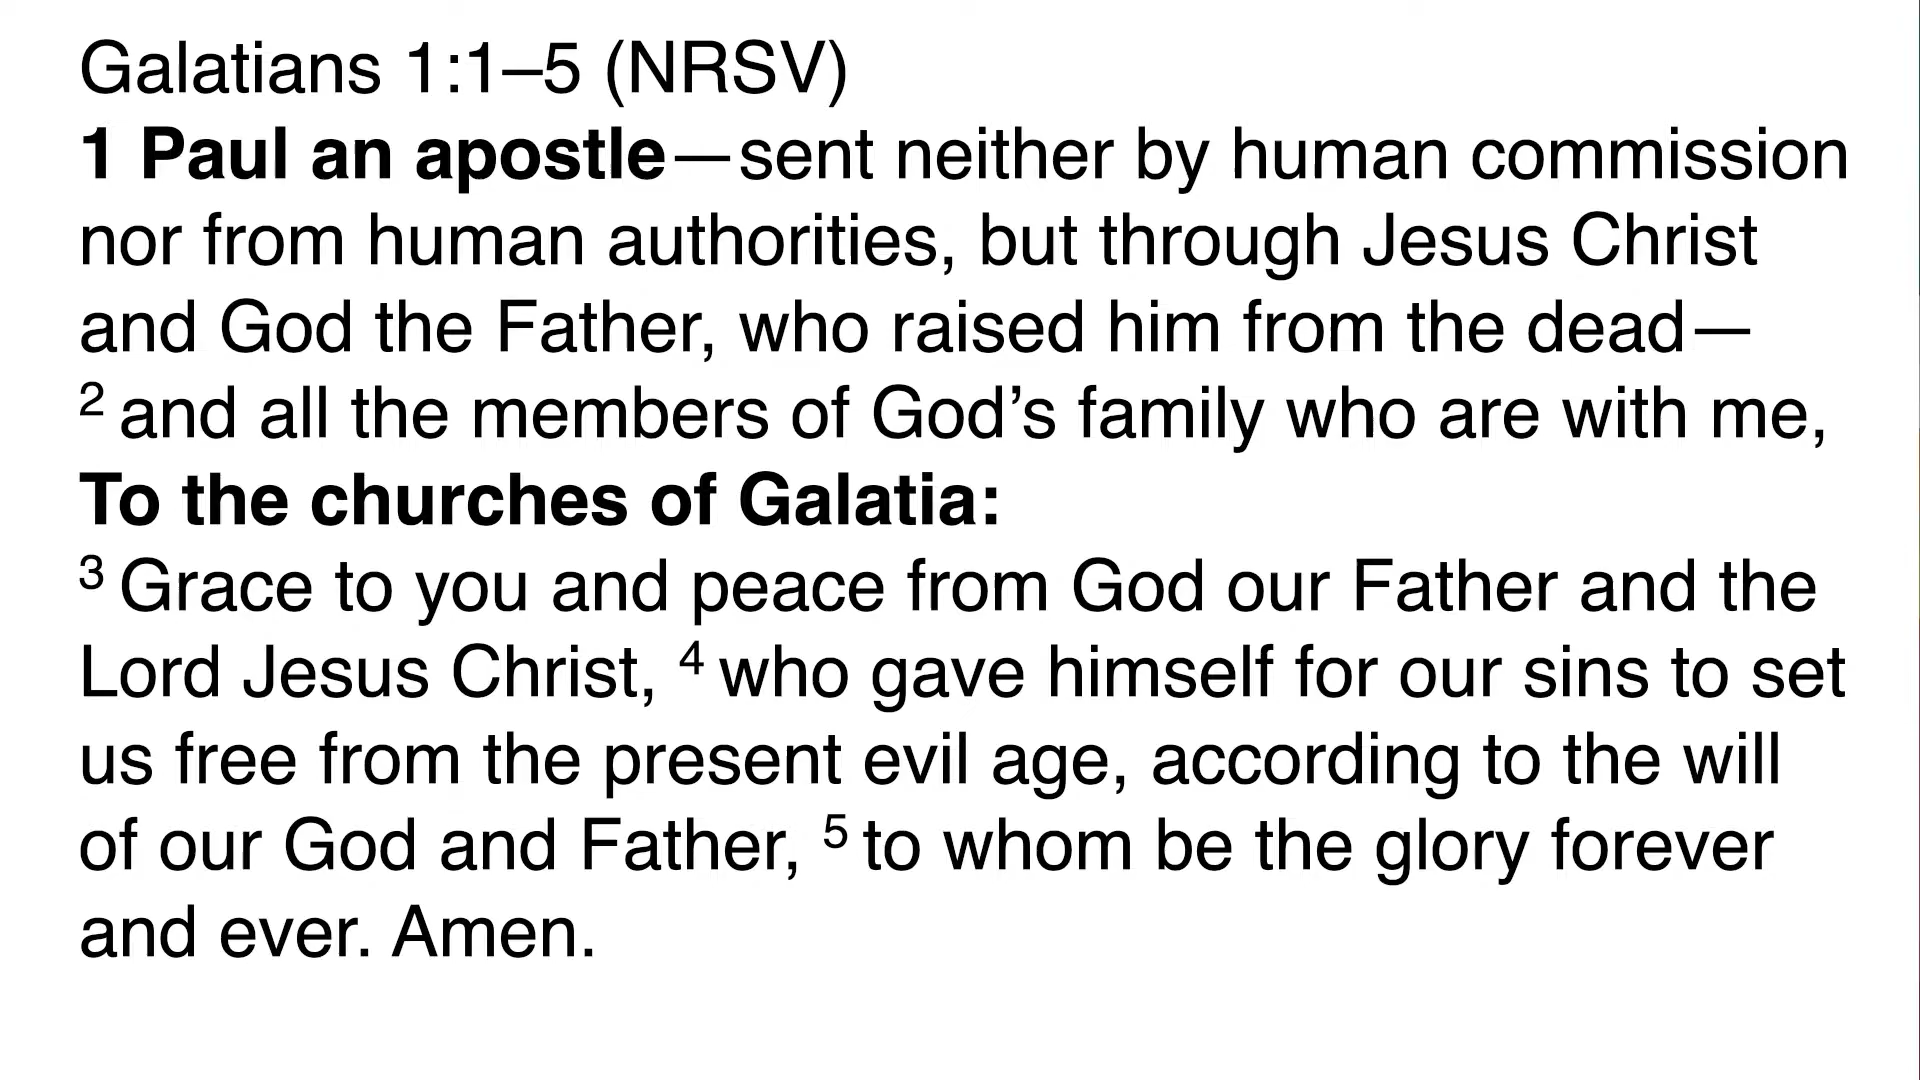 Galatians 1:1–5 (NRSV)
1 Paul an apostle—sent neither by human commission
nor from human authorities, but through Jesus Christ
and God the Father, who raised him from the dead—
2 and all the members of God’s family who are with me,
To the churches of Galatia:
3 Grace to you and peace from God our Father and the
Lord Jesus Christ, 4 who gave himself for our sins to set
us free from the present evil age, according to the will
of our God and Father, 5 to whom be the glory forever
and ever. Amen.